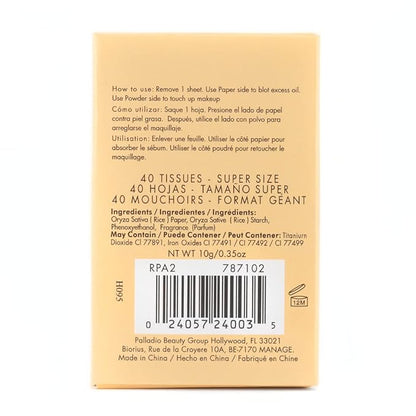 How to use: Remove 1 sheet. Use Paper side to blot excess oil.
Use Powder side to touch up makeup
Cómo utilizar: Saque 1 hoja. Presione el lado de papel
contra piel grasa. Después, utilice el lado con polvo para
arreglarse el maquillaje.
Utilisation: Enlever une feuille. Utiliser le côté papier pour
absorber le sébum. Utiliser le côté poudré pour retoucher le
maquillage.
40 TISSUES - SUPER SIZE
40 HOJAS - TAMAÑO SUPER
40 MOUCHOIRS - FORMAT GÉANT
Ingredients / Ingredientes / Ingrédients:
Oryza Sativa ( Rice ) Paper, Oryza Sative ( Rice ) Starch,
Phenoxyethanol, Fragrance (Parfum)
May Contain / Puede Contener / Peut Contenir: Titanium
Dioxide CI 77891, Iron Oxides CI 77491 / CI 77492 / CI 77499
NT WT 10g/0.35oz
H095
RPA2 787102
0 24057 24003 5
12M
Palladio Beauty Group Hollywood, FL 33021
Biorius, Rue de la Croyere 10A, BE-7170 MANAGE.
Made in China / Hecho en China / Fabriqué en Chine